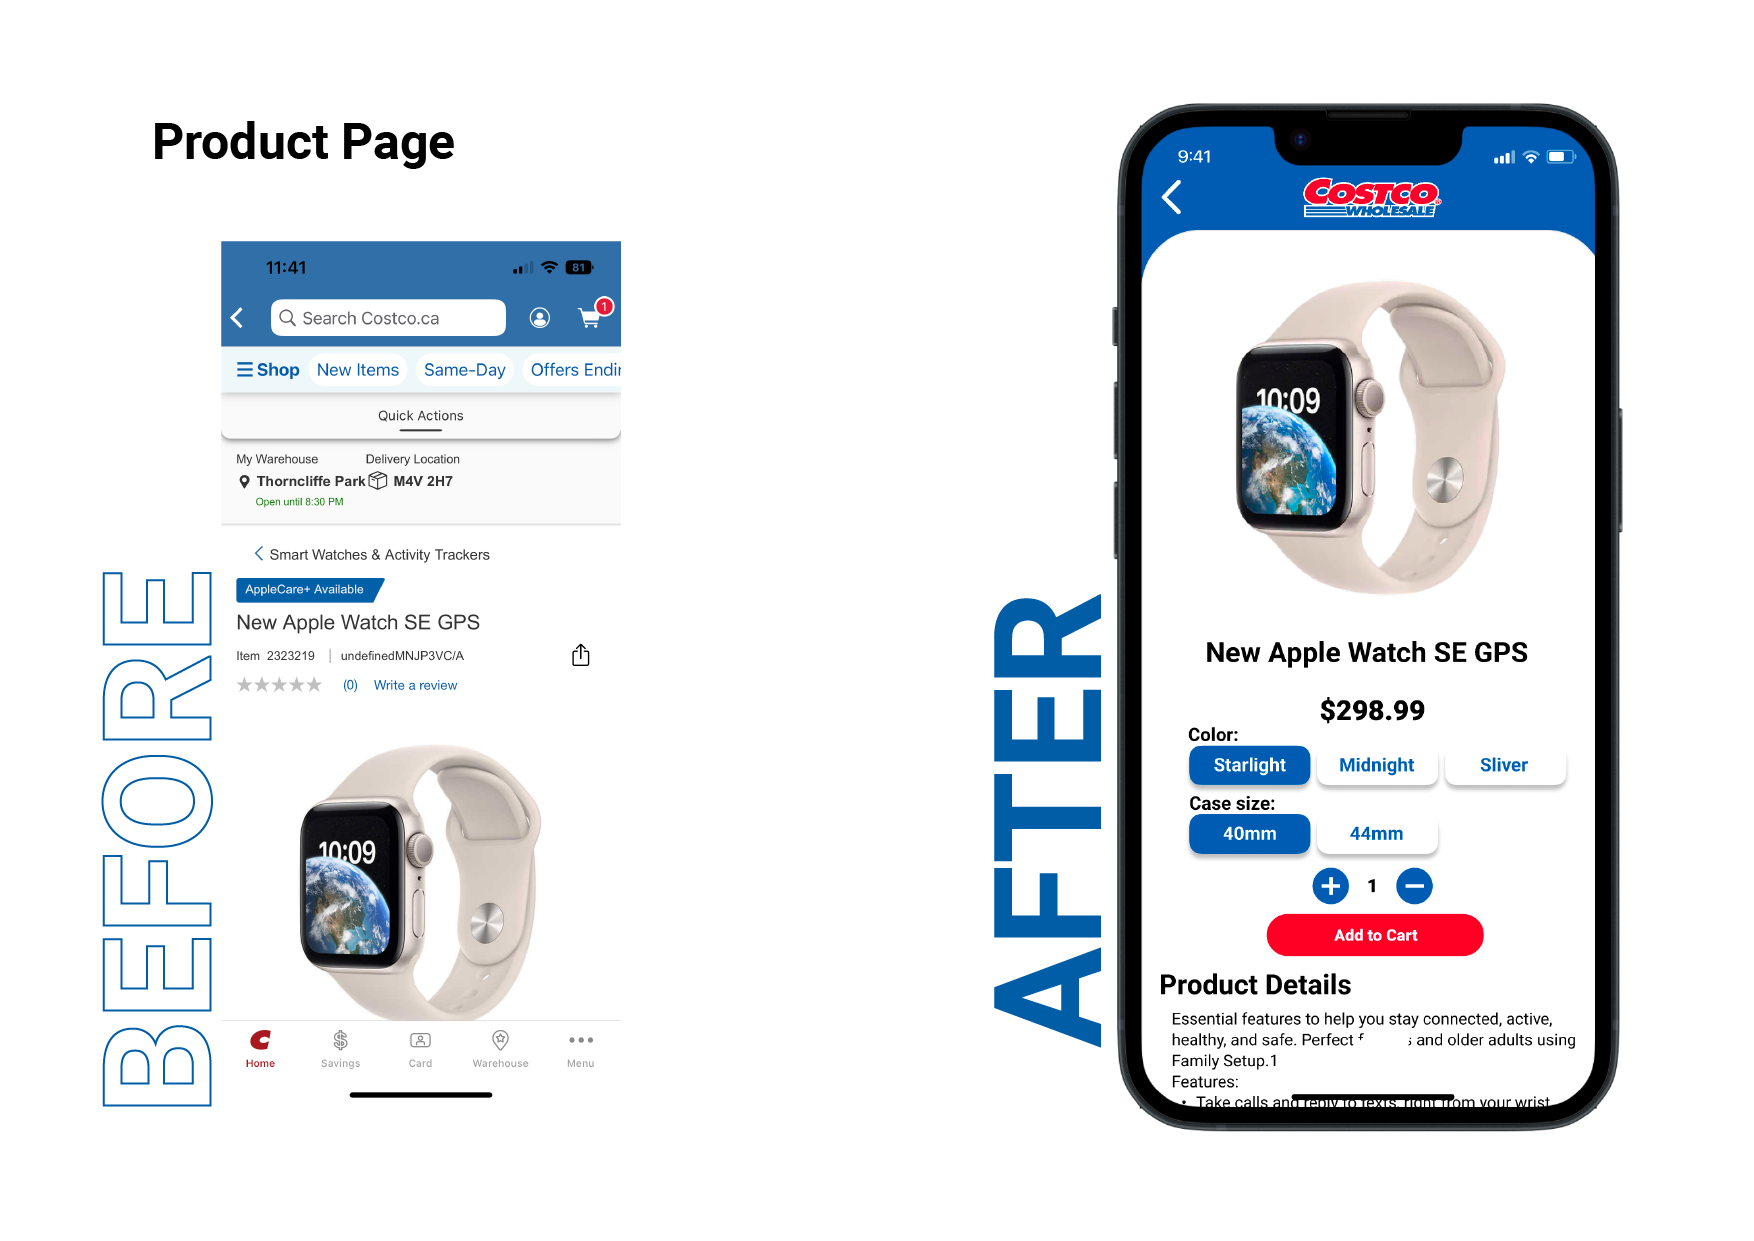 Product Page
BEFORE
11:41
81
Search Costco.ca
1
Shop New Items Same-Day Offers Endin
Quick Actions
My Warehouse Delivery Location
Thorncliffe Park M4V 2H7
Open until 8:30 PM
Smart Watches & Activity Trackers
AppleCare+ Available
New Apple Watch SE GPS
Item 2323219 | undefinedMNJP3VC/A
(0) Write a review
10:09
Home Savings Card Warehouse Menu
AFTER
9:41
COSTCO
WHOLESALE
10:09
New Apple Watch SE GPS
$298.99
Color:
Starlight Midnight Sliver
Case size:
40mm 44mm
1
Add to Cart
Product Details
Essential features to help you stay connected, active,
healthy, and safe. Perfect and older adults using
Family Setup.1
Features:
• Take calls and reply to texts, right from your wrist